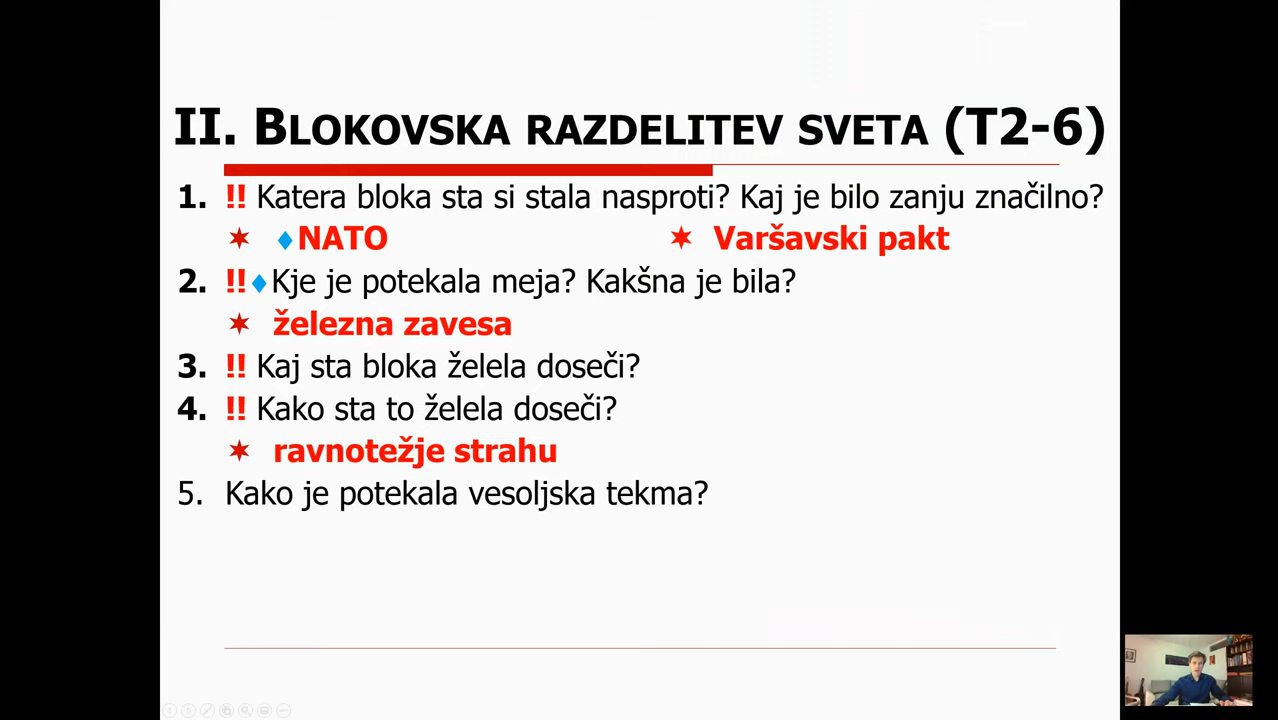 II. BLOKOVSKA RAZDELITEV SVETA (T2-6)
1. !! Katera bloka sta si stala nasproti? Kaj je bilo zanju značilno?
NATO Varšavski pakt
2. !! Kje je potekala meja? Kakšna je bila?
železna zavesa
3. !! Kaj sta bloka želela doseči?
4. !! Kako sta to želela doseči?
ravnotežje strahu
5. Kako je potekala vesoljska tekma?